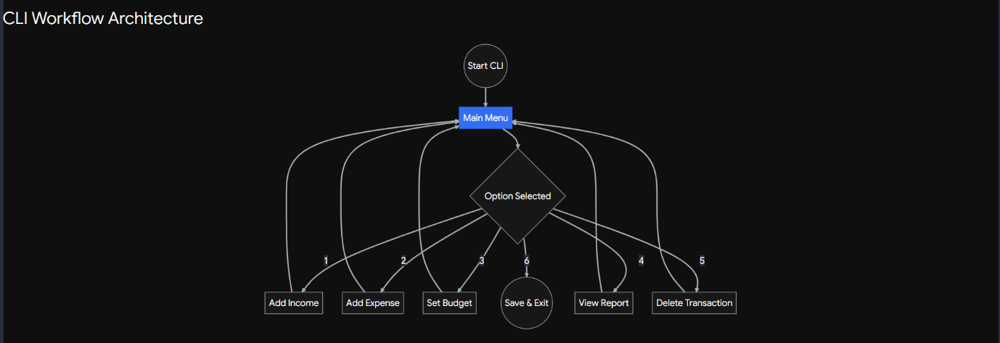 CLI Workflow Architecture
Start CLI
Main Menu
Option Selected
1
2
3
6
4
5
Add Income
Add Expense
Set Budget
Save & Exit
View Report
Delete Transaction